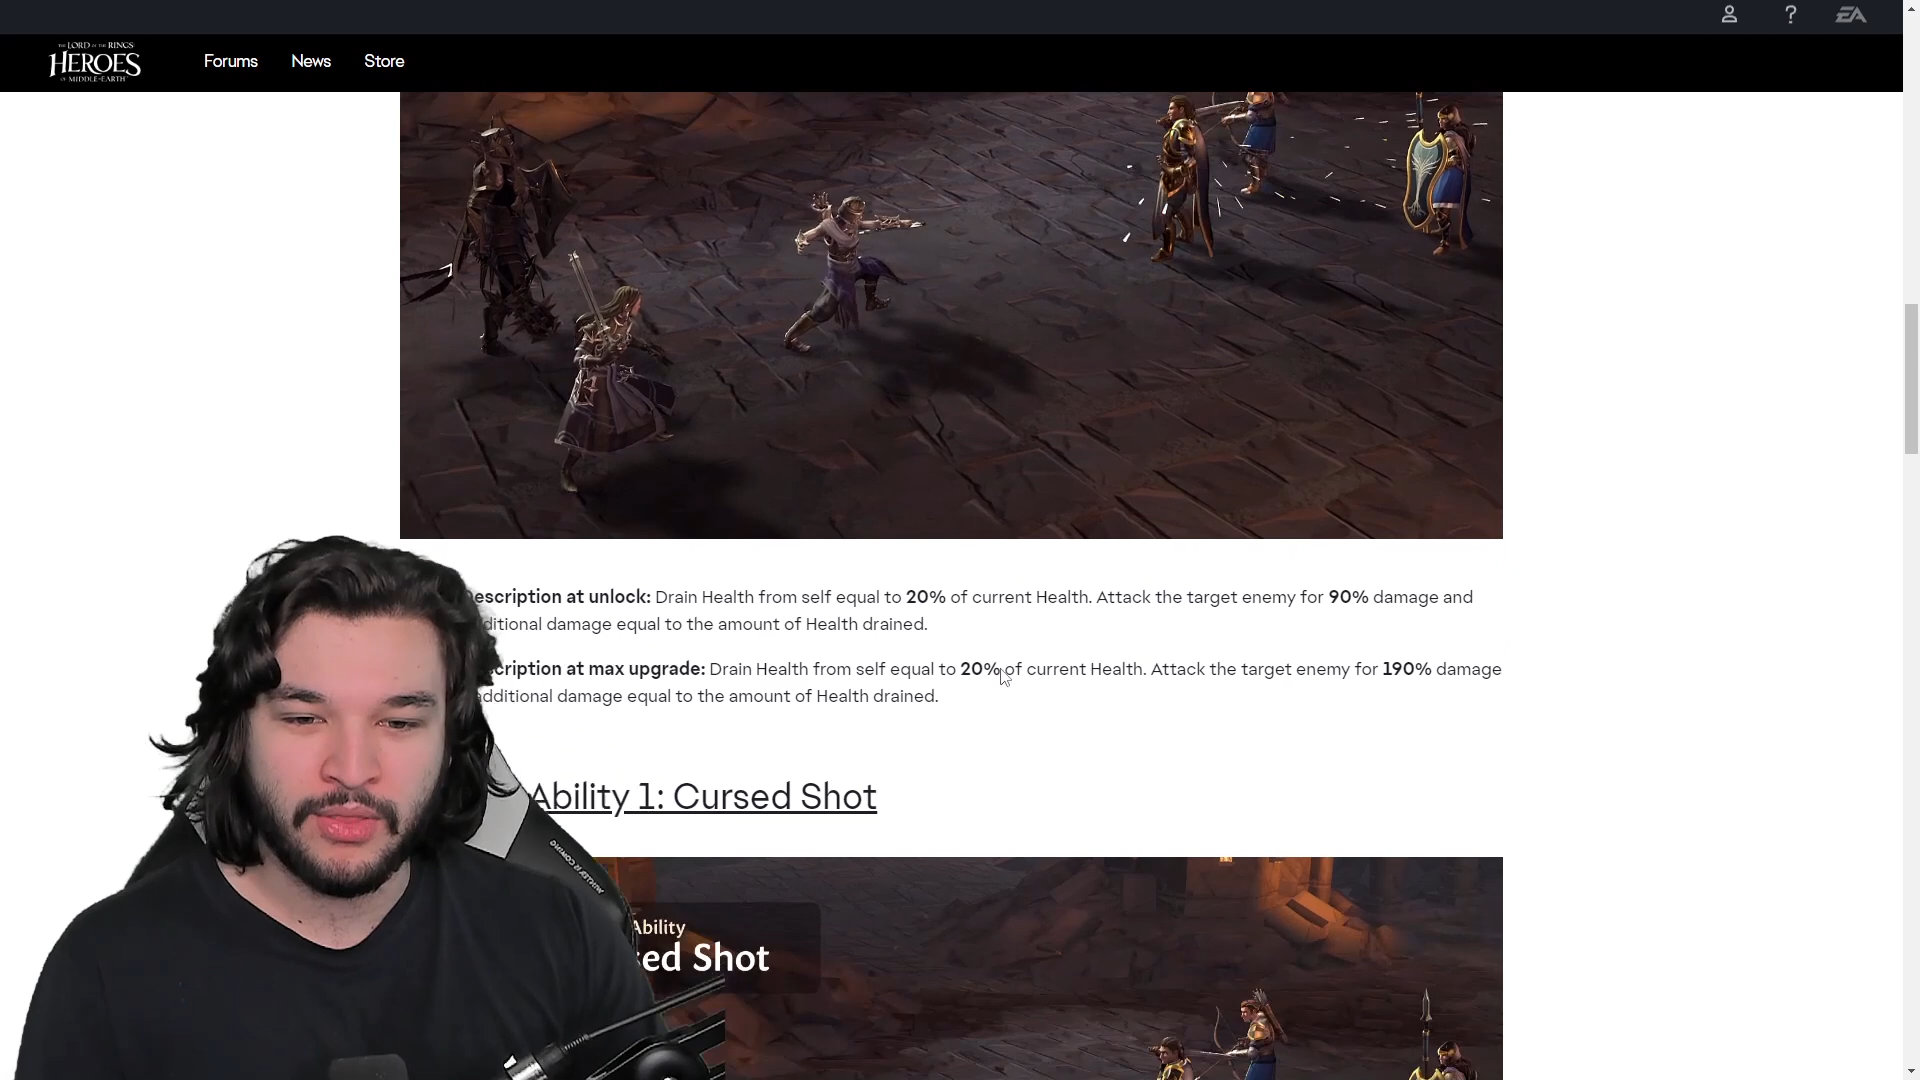 THE LORD OF THE RINGS
HEROES
OF MIDDLE-EARTH
Forums
News
Store
?
EA
escription at unlock: Drain Health from self equal to 20% of current Health. Attack the target enemy for 90% damage and
ditional damage equal to the amount of Health drained.
cription at max upgrade: Drain Health from self equal to 20% of current Health. Attack the target enemy for 190% damage
additional damage equal to the amount of Health drained.
Ability 1: Cursed Shot
Ability
sed Shot